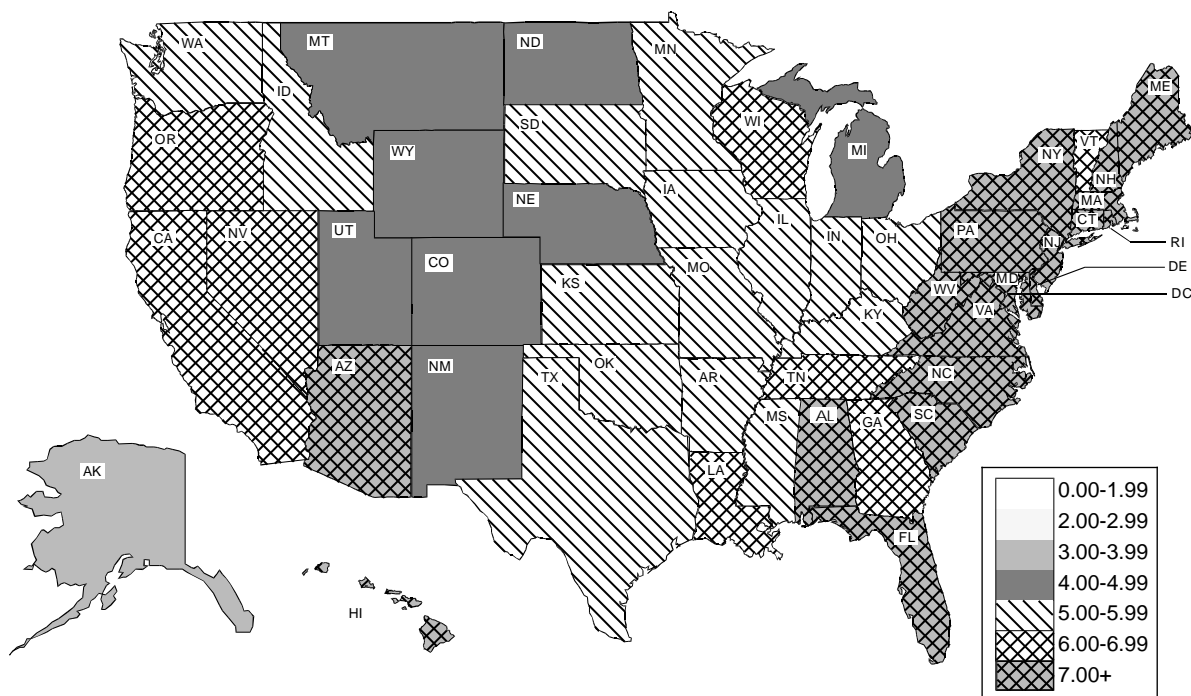 WA
MT
ND
MN
ME
ID
OR
SD
WI
VT
NY
WY
MI
NH
IA
NE
MA
CA
NV
UT
IL
IN
OH
PA
CT
RI
CO
NJ
MO
DE
KS
WV
MD
DC
KY
VA
AZ
NM
TX
OK
AR
TN
NC
MS
AL
GA
SC
LA
AK
FL
HI
0.00-1.99
2.00-2.99
3.00-3.99
4.00-4.99
5.00-5.99
6.00-6.99
7.00+